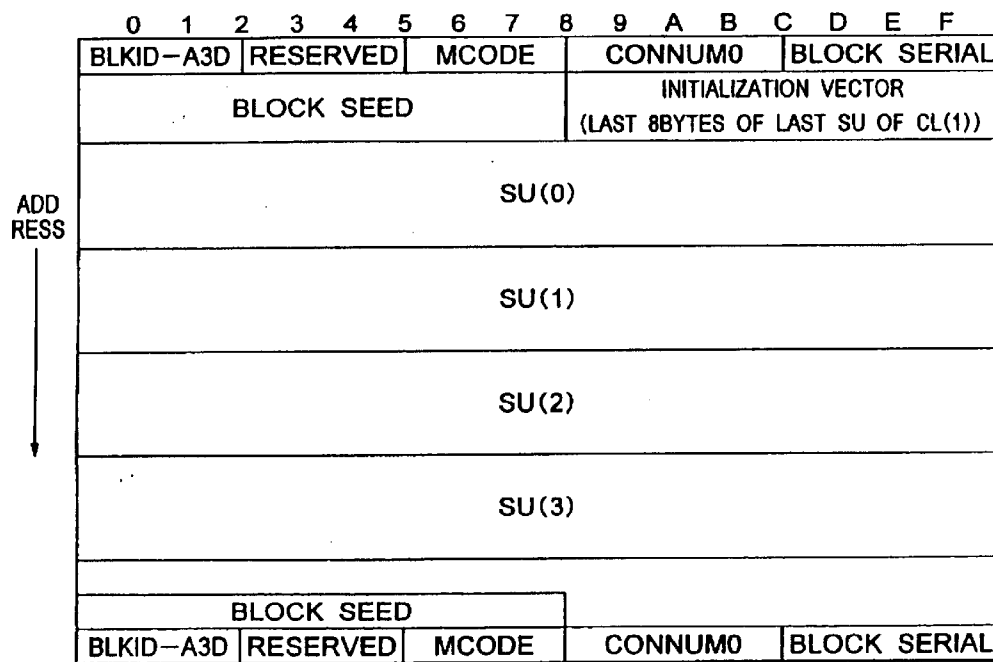 0 1 2 3 4 5 6 7 8 9 A B C D E F
BLKID-A3D RESERVED MCODE CONNUM0 BLOCK SERIAL
BLOCK SEED
INITIALIZATION VECTOR
(LAST 8BYTES OF LAST SU OF CL(1))
ADD
RESS
SU(0)
SU(1)
SU(2)
SU(3)
BLOCK SEED
BLKID-A3D RESERVED MCODE CONNUM0 BLOCK SERIAL